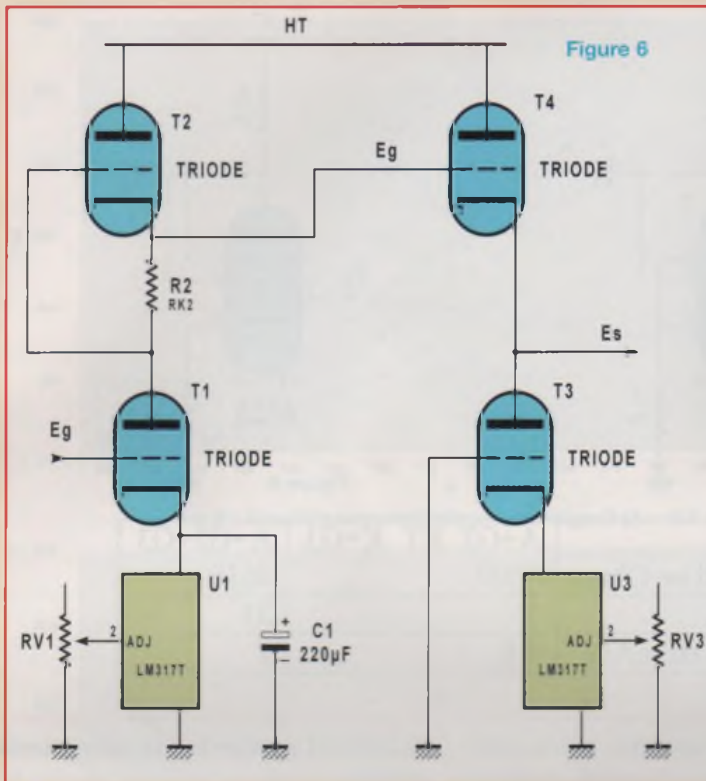 HT
Figure 6
T2
T4
TRIODE
Eg
TRIODE
R2
RK2
Es
T1
T3
Eg
TRIODE
TRIODE
U1
U3
RV1
2
ADJ
LM317T
+
C1
220µF
–
ADJ
2
RV3
LM317T